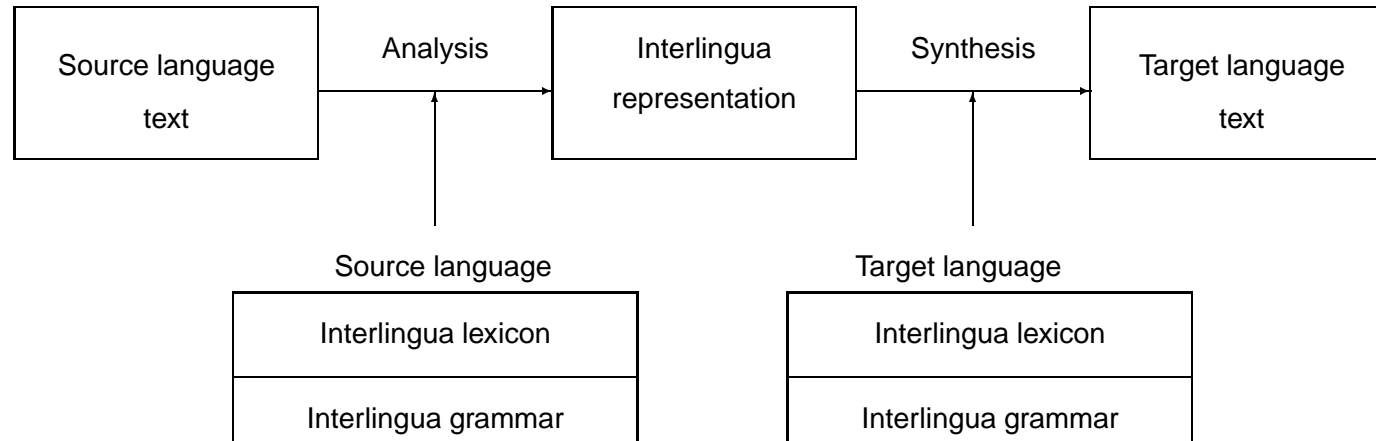 Source language
text
Analysis
Interlingua
representation
Synthesis
Target language
text
Source language
Interlingua lexicon
Interlingua grammar
Target language
Interlingua lexicon
Interlingua grammar